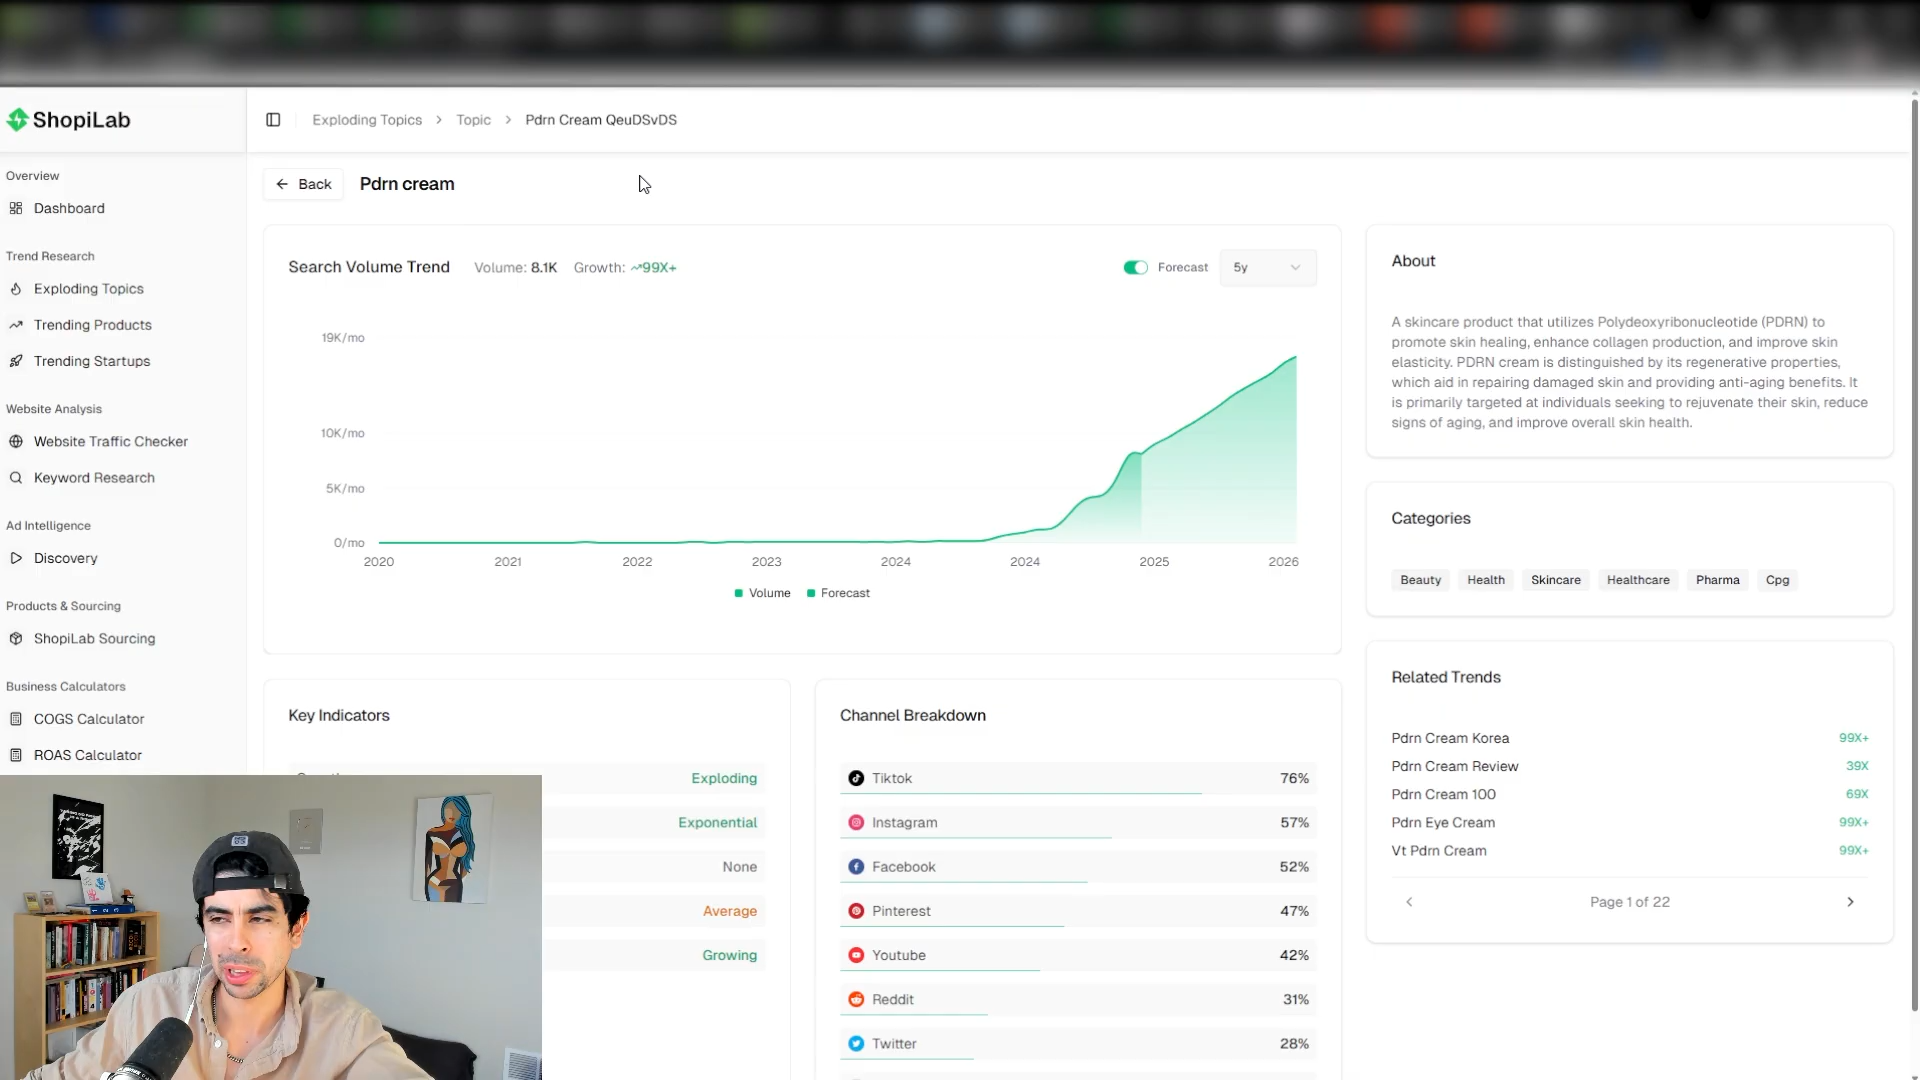 ShopiLab
Exploding Topics > Topic > Pdrn Cream QeuDSvDS
Overview
Dashboard
Trend Research
Exploding Topics
Trending Products
Trending Startups
Website Analysis
Website Traffic Checker
Keyword Research
Ad Intelligence
Discovery
Products & Sourcing
ShopiLab Sourcing
Business Calculators
COGS Calculator
ROAS Calculator
Back
Pdrn cream
Search Volume Trend
Volume: 8.1K
Growth: 99X+
Forecast
5y
19K/mo
10K/mo
5K/mo
0/mo
2020
2021
2022
2023
2024
2024
2025
2026
Volume
Forecast
Key Indicators
Exploding
Exponential
None
Average
Growing
Channel Breakdown
Tiktok 76%
Instagram 57%
Facebook 52%
Pinterest 47%
Youtube 42%
Reddit 31%
Twitter 28%
About
A skincare product that utilizes Polydeoxyribonucleotide (PDRN) to
promote skin healing, enhance collagen production, and improve skin
elasticity. PDRN cream is distinguished by its regenerative properties,
which aid in repairing damaged skin and providing anti-aging benefits. It
is primarily targeted at individuals seeking to rejuvenate their skin, reduce
signs of aging, and improve overall skin health.
Categories
Beauty
Health
Skincare
Healthcare
Pharma
Cpg
Related Trends
Pdrn Cream Korea 99X+
Pdrn Cream Review 39X
Pdrn Cream 100 69X
Pdrn Eye Cream 99X+
Vt Pdrn Cream 99X+
Page 1 of 22